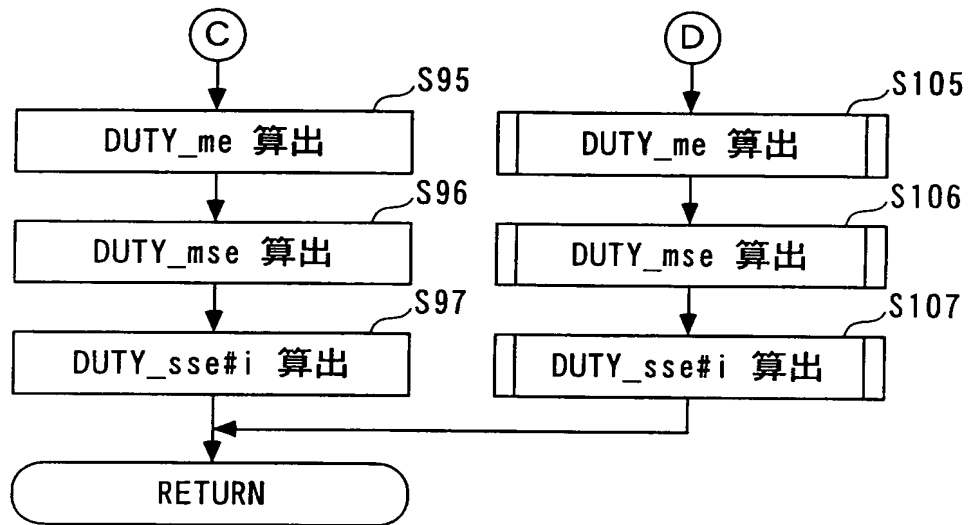 C
S95
DUTY_me 算出
S96
DUTY_mse 算出
S97
DUTY_sse#i 算出
D
S105
DUTY_me 算出
S106
DUTY_mse 算出
S107
DUTY_sse#i 算出
RETURN